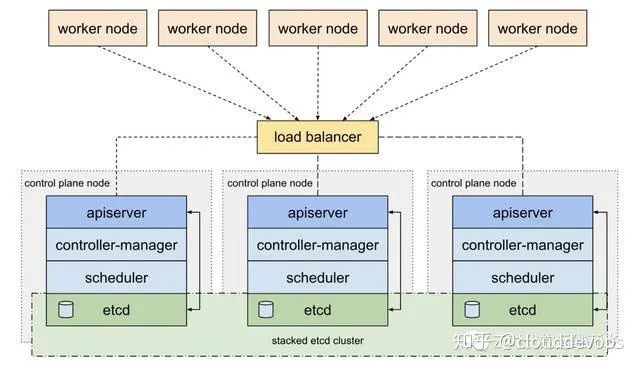 worker node
worker node
worker node
worker node
worker node
load balancer
control plane node
control plane node
control plane node
apiserver
apiserver
apiserver
controller-manager
controller-manager
controller-manager
scheduler
scheduler
scheduler
etcd
etcd
etcd
stacked etcd cluster
知乎 @clouddevops